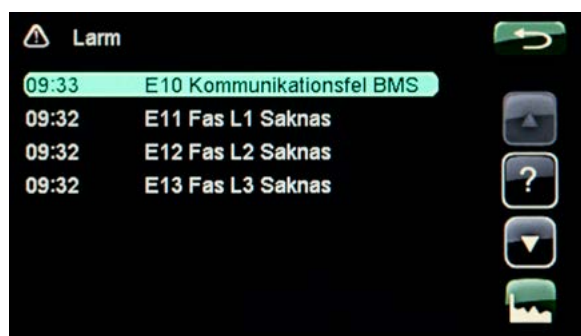 Larm
09:33 E10 Kommunikationsfel BMS
09:32 E11 Fas L1 Saknas
09:32 E12 Fas L2 Saknas
09:32 E13 Fas L3 Saknas
?